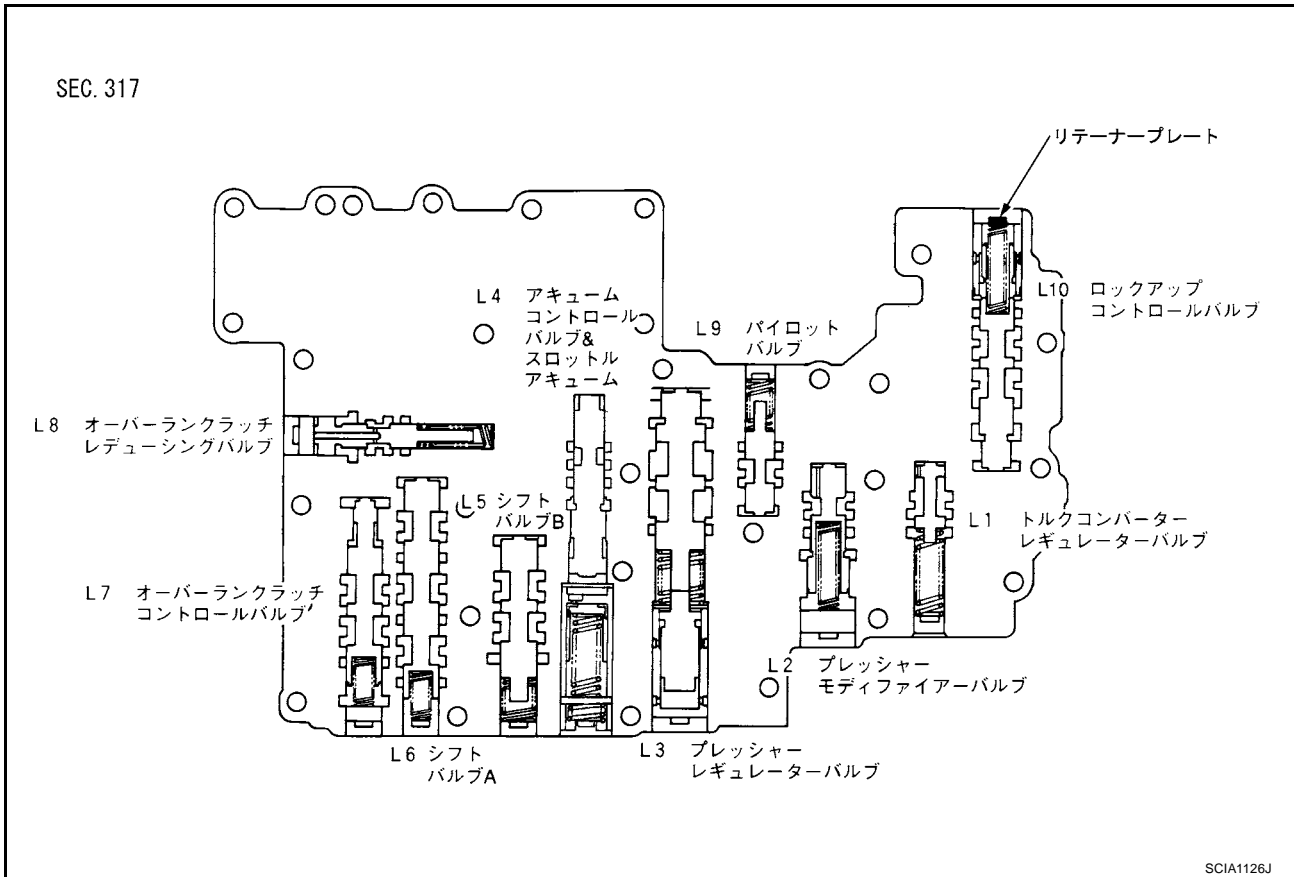 SEC. 317
リテーナープレート
L10 ロックアップ
コントロールバルブ
L4 アキューム
コントロール
バルブ&
スロットル
アキューム
L9 パイロット
バルブ
L8 オーバーランクラッチ
レデューシングバルブ
L5 シフト
バルブB
L1 トルクコンバーター
レギュレーターバルブ
L7 オーバーランクラッチ
コントロールバルブ
L2 プレッシャー
モディファイアーバルブ
L6 シフト
バルブA
L3 プレッシャー
レギュレーターバルブ
SCIA1126J